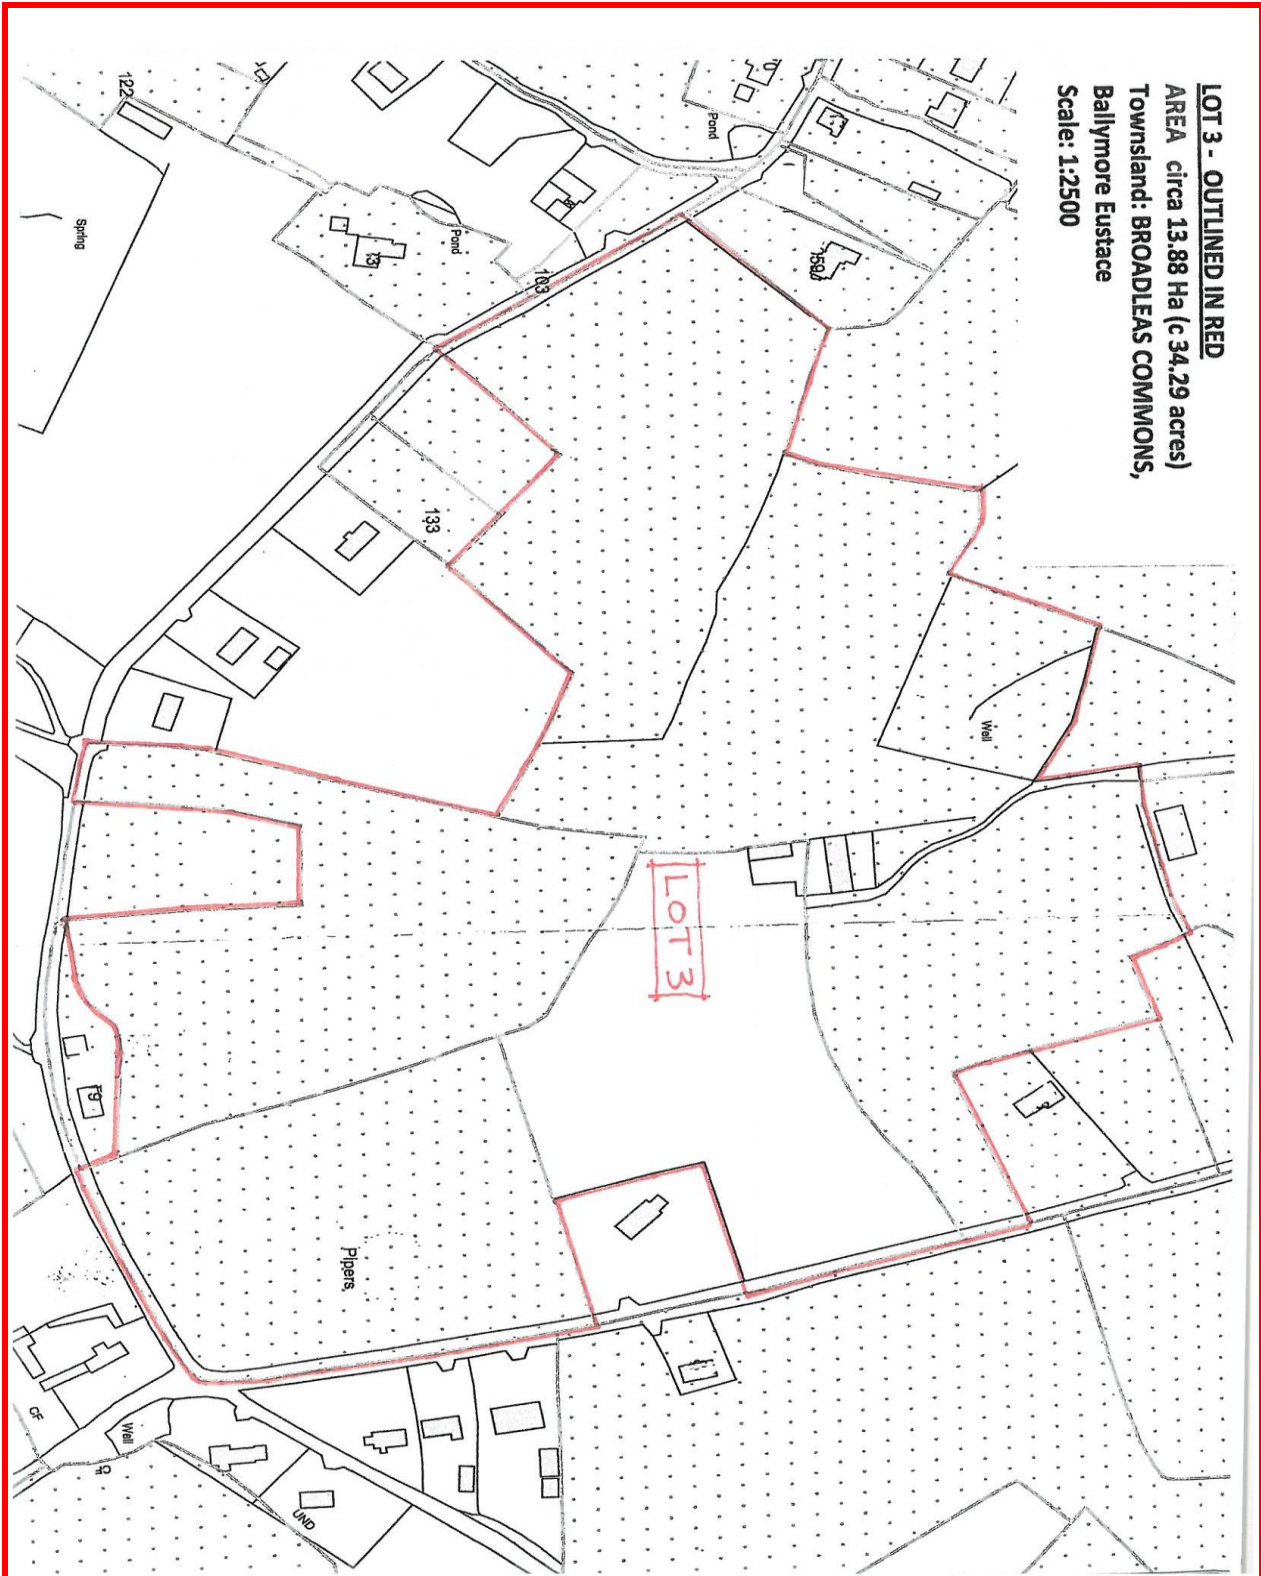 LOT 3 - OUTLINED IN RED
AREA circa 13.88 Ha (c 34.29 acres)
Townsland: BROADLEAS COMMONS,
Ballymore Eustace
Scale: 1:2500
122
Pond
Spring
Pond
103
133
Well
LOT 3
Pipers,
CF
Well
UND